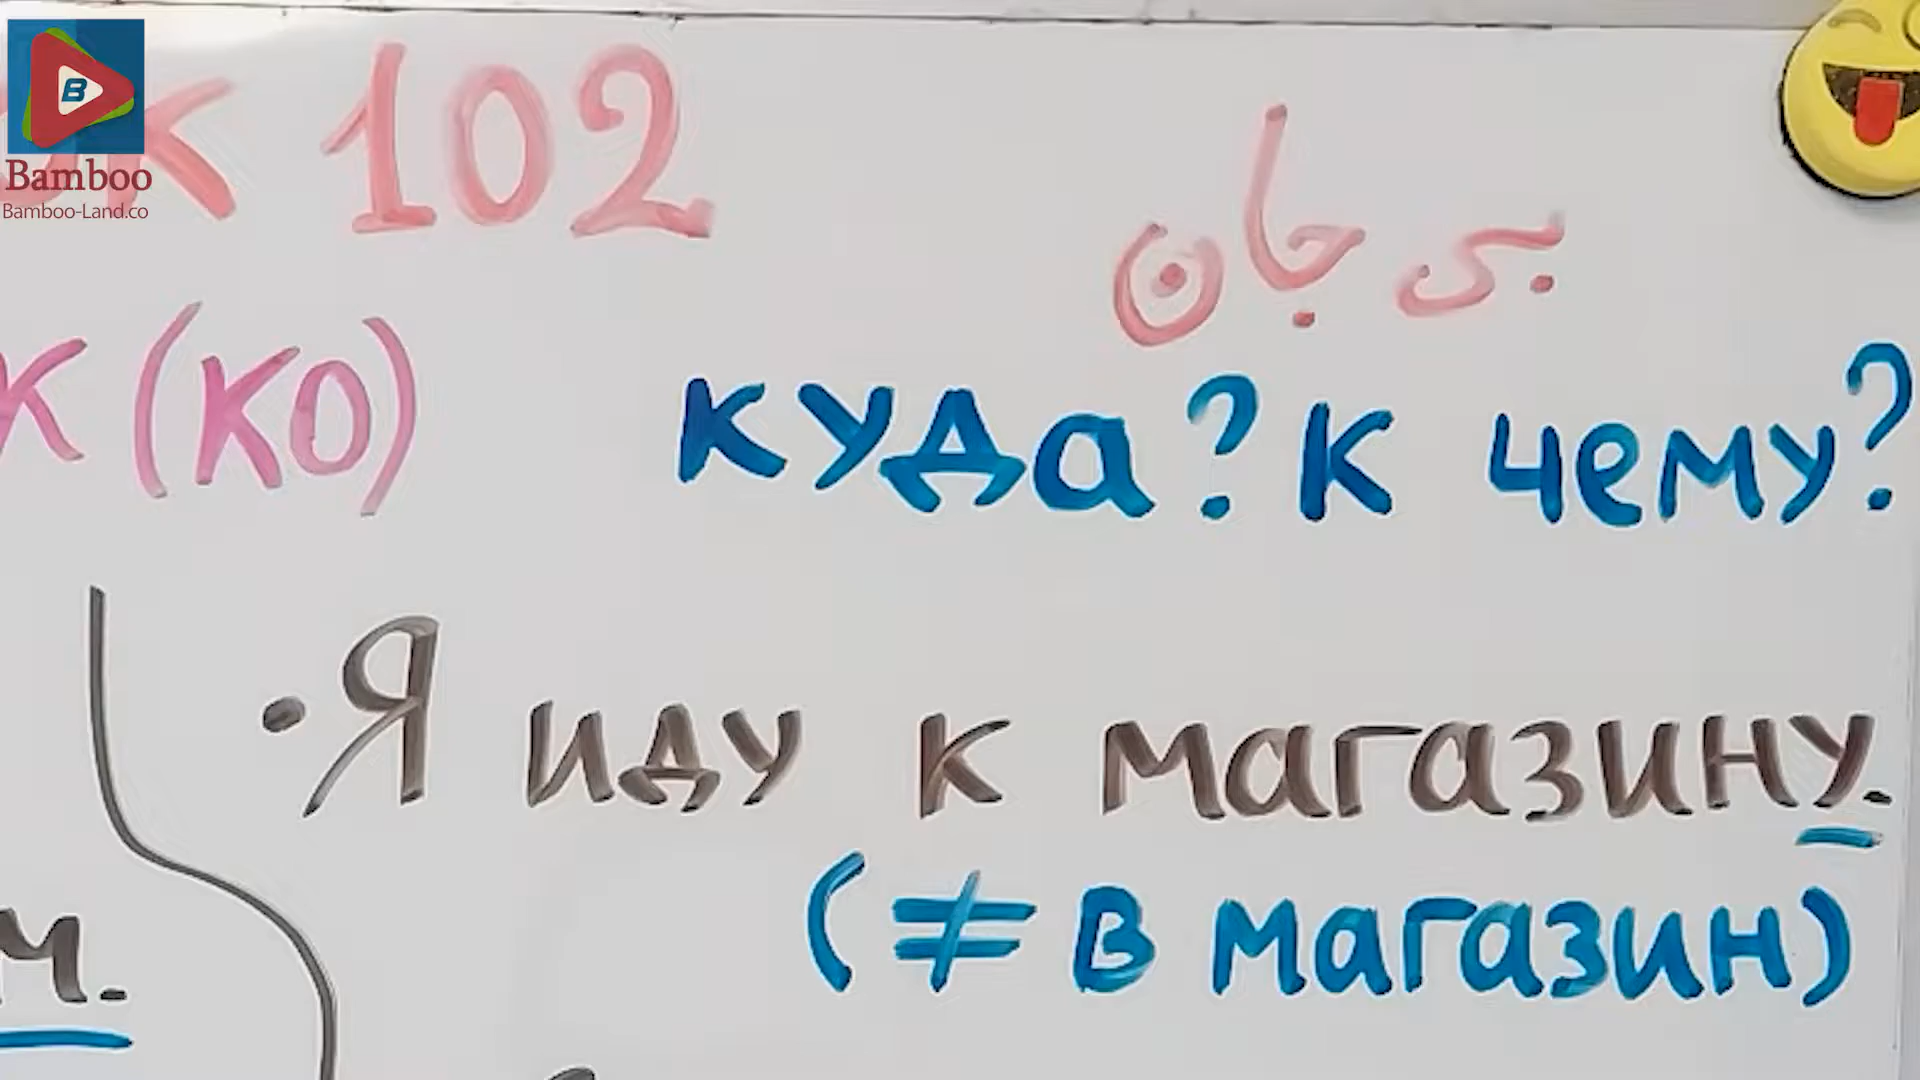 102
بی جان
к (ко) куда? к чему?
• Я иду к магазину.
(≠ в магазин)
Bamboo
Bamboo-Land.co